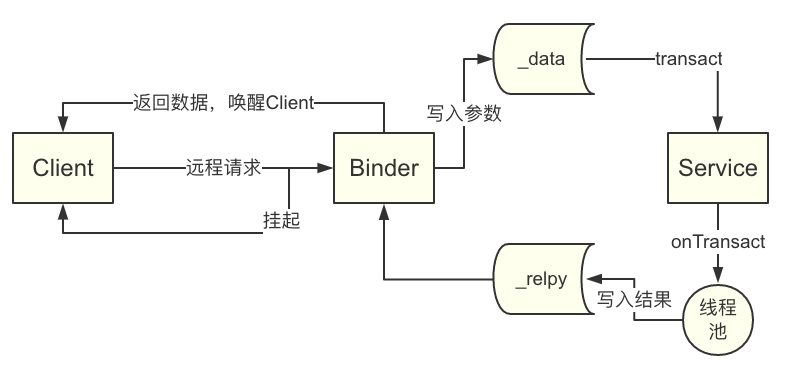 _data
transact
返回数据，唤醒Client
写入参数
Client
远程请求
Binder
Service
挂起
onTransact
_relpy
写入结果
线程
池